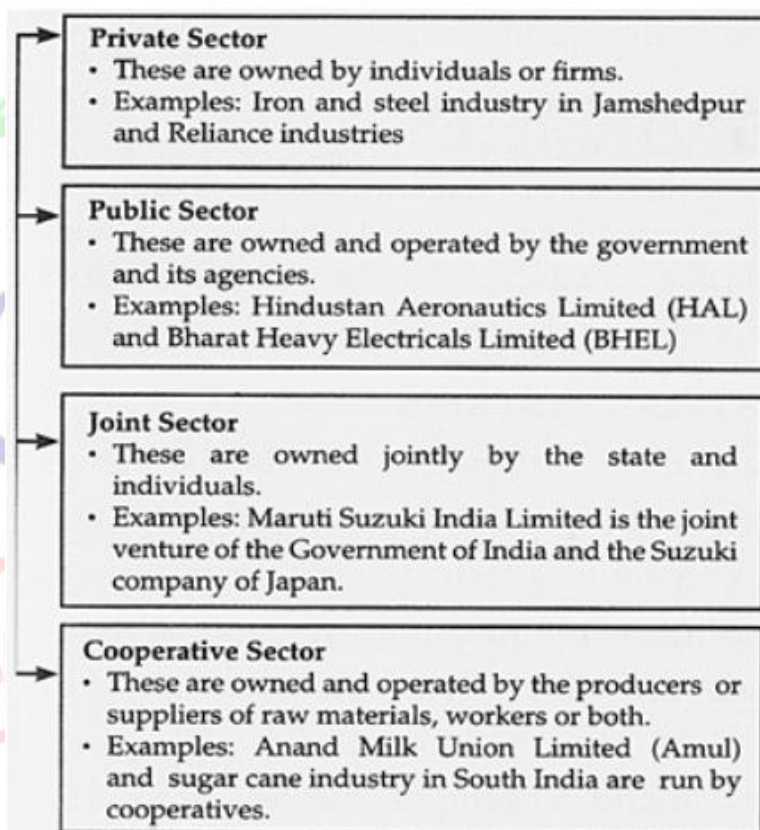 Private Sector
• These are owned by individuals or firms.
• Examples: Iron and steel industry in Jamshedpur
and Reliance industries
Public Sector
• These are owned and operated by the government
and its agencies.
• Examples: Hindustan Aeronautics Limited (HAL)
and Bharat Heavy Electricals Limited (BHEL)
Joint Sector
• These are owned jointly by the state and
individuals.
• Examples: Maruti Suzuki India Limited is the joint
venture of the Government of India and the Suzuki
company of Japan.
Cooperative Sector
• These are owned and operated by the producers or
suppliers of raw materials, workers or both.
• Examples: Anand Milk Union Limited (Amul)
and sugar cane industry in South India are run by
cooperatives.